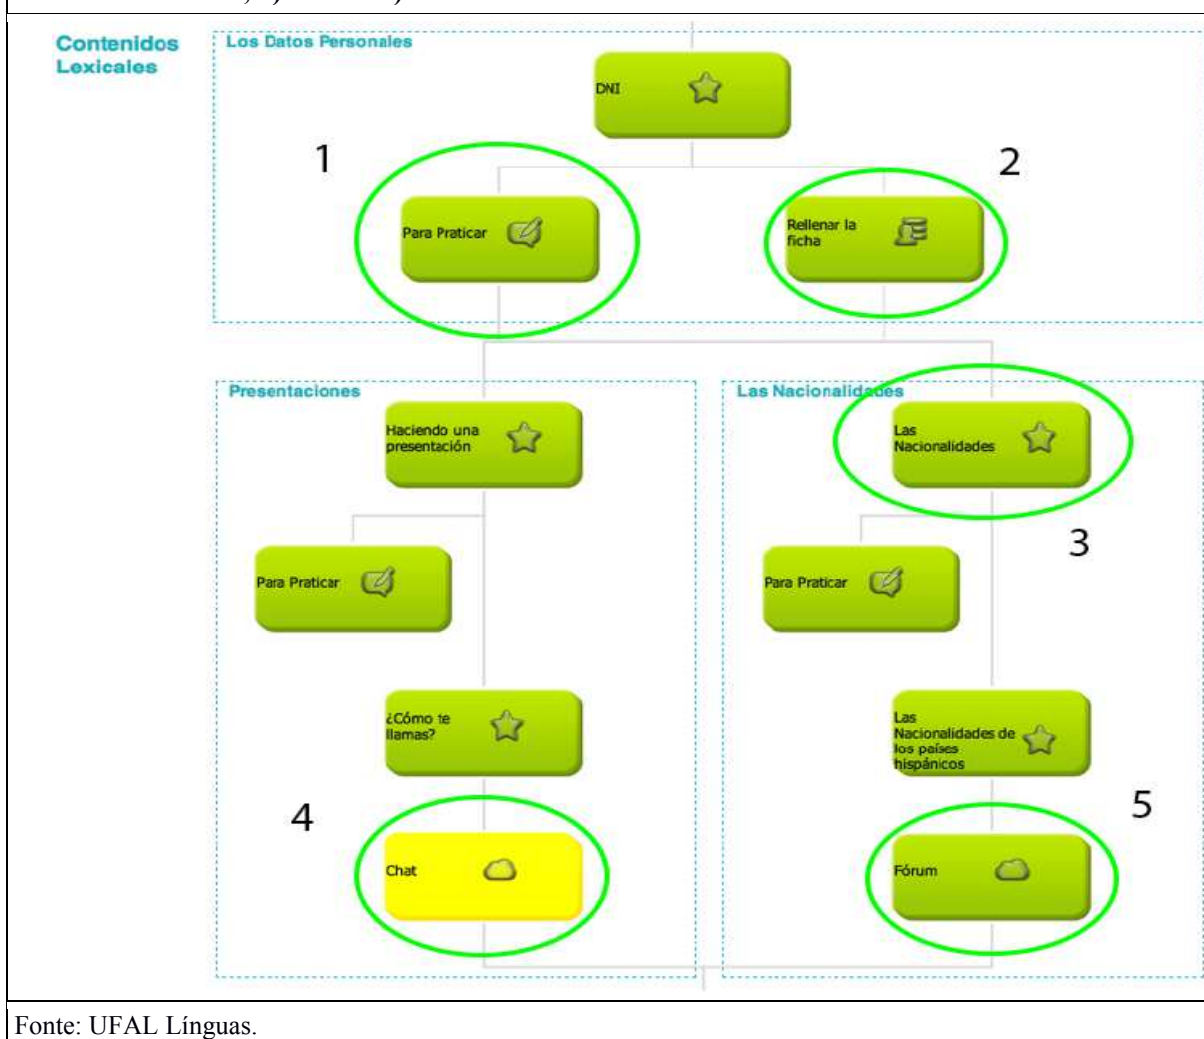 Contenidos
Lexicales
Los Datos Personales
DNI
1
2
Para Praticar
Rellenar la
ficha
Presentaciones
Las Nacionalidades
Haciendo una
presentación
Las
Nacionalidades
3
Para Praticar
Para Praticar
¿Cómo te
llamas?
Las
Nacionalidades de
los países
hispánicos
4
5
Chat
Fórum
Fonte: UFAL Línguas.